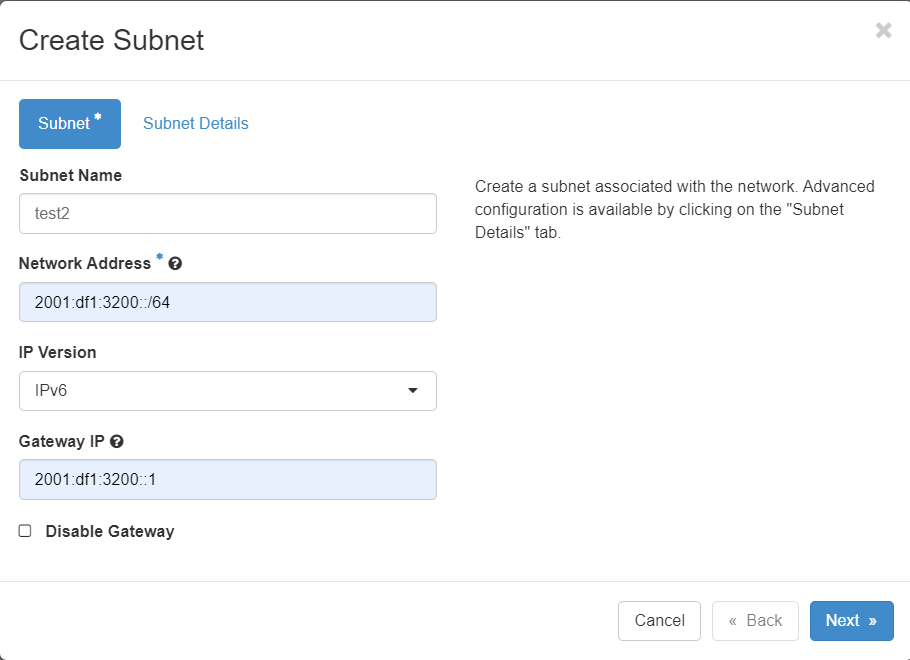 Create Subnet
×
Subnet * Subnet Details
Subnet Name
test2
Create a subnet associated with the network. Advanced
configuration is available by clicking on the "Subnet
Details" tab.
Network Address * ?
2001:df1:3200::/64
IP Version
IPv6
Gateway IP ?
2001:df1:3200::1
Disable Gateway
Cancel « Back Next »